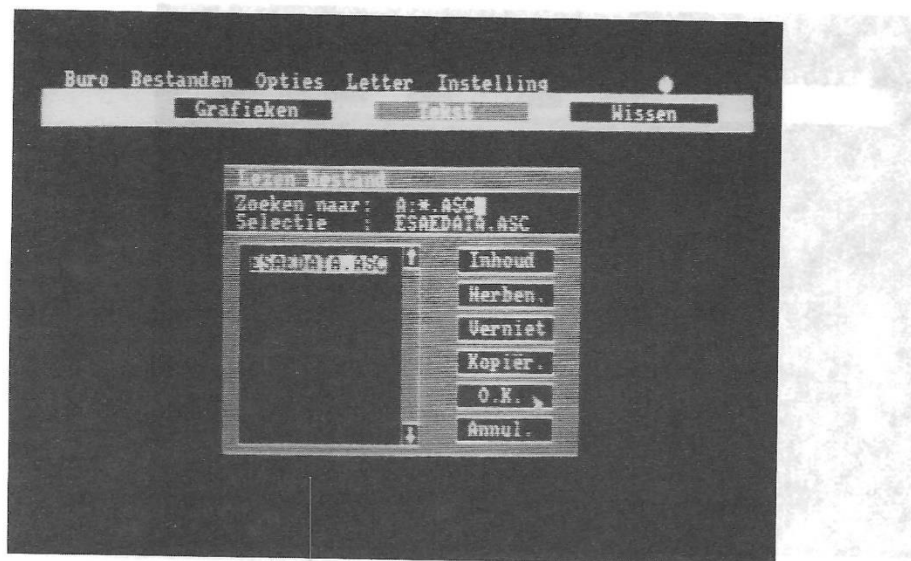 Buro Bestanden Opties Letter Instelling
Grafieken Tekst Wissen
Lezen bestand
Zoeken naar: A:*.ASC
Selectie : ESAEDATA.ASC
ESAEDATA.ASC
Inhoud
Herben.
Verniet
Kopiër.
O.K.
Annul.